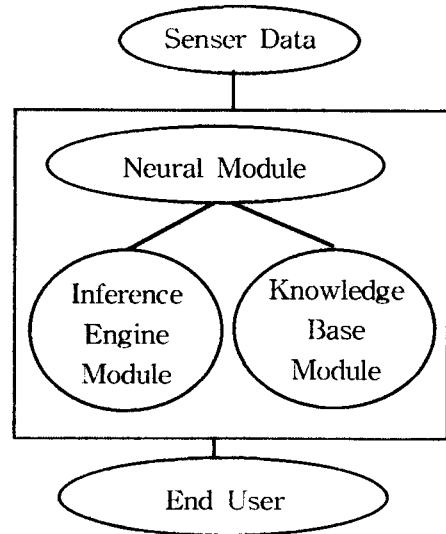 Senser Data
Neural Module
Inference
Engine
Module
Knowledge
Base
Module
End User